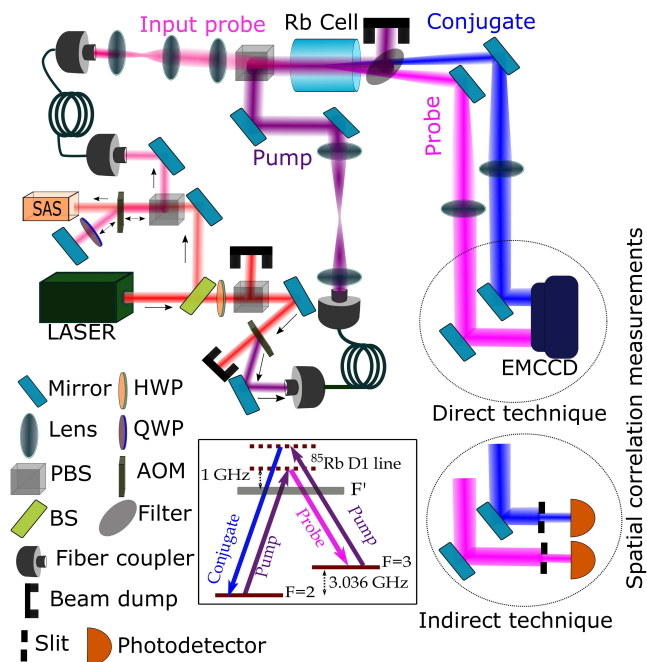 Input probe
Rb Cell
Conjugate
Pump
Probe
SAS
LASER
EMCCD
Direct technique
Spatial correlation measurements
Mirror
HWP
Lens
QWP
PBS
AOM
BS
Filter
Fiber coupler
Beam dump
Slit
Photodetector
85Rb D1 line
1 GHz
F'
Conjugate
Pump
Probe
Pump
F=3
3.036 GHz
F=2
Indirect technique